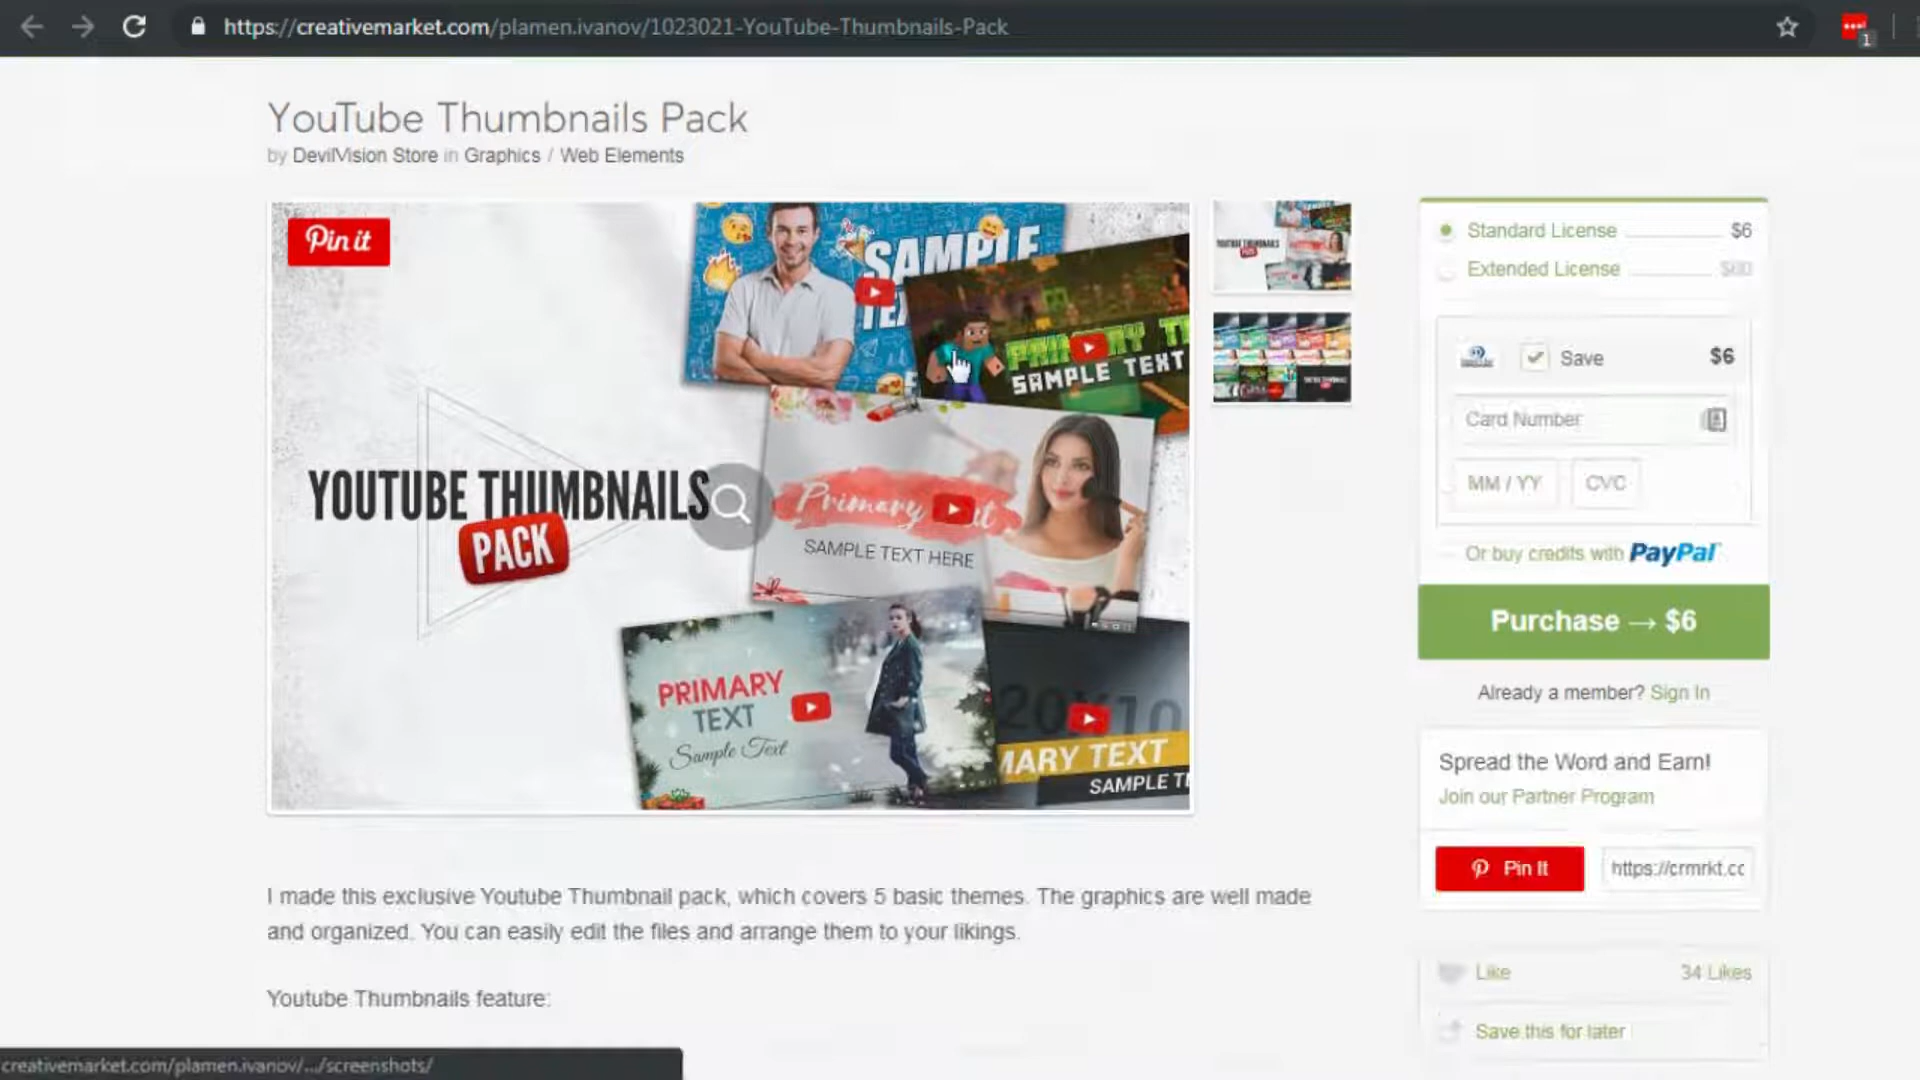 https://creativemarket.com/plamen.ivanov/1023021-YouTube-Thumbnails-Pack
1
YouTube Thumbnails Pack
by DevilVision Store in Graphics / Web Elements
Pin it
SAMPLE
SAMPLE TEXT
YOUTUBE THUMBNAILS
PACK
Primary
SAMPLE TEXT HERE
PRIMARY
TEXT
Sample Text
MARY TEXT
SAMPLE TE
Standard License $6
Extended License
Save $6
Card Number
MM / YY CVC
Or buy credits with PayPal
Purchase → $6
Already a member? Sign In
Spread the Word and Earn!
Join our Partner Program
Pin It https://crmrkt.cc
Like 34 Likes
Save this for later
I made this exclusive Youtube Thumbnail pack, which covers 5 basic themes. The graphics are well made
and organized. You can easily edit the files and arrange them to your likings.
Youtube Thumbnails feature:
creativemarket.com/plamen.ivanov/.../screenshots/